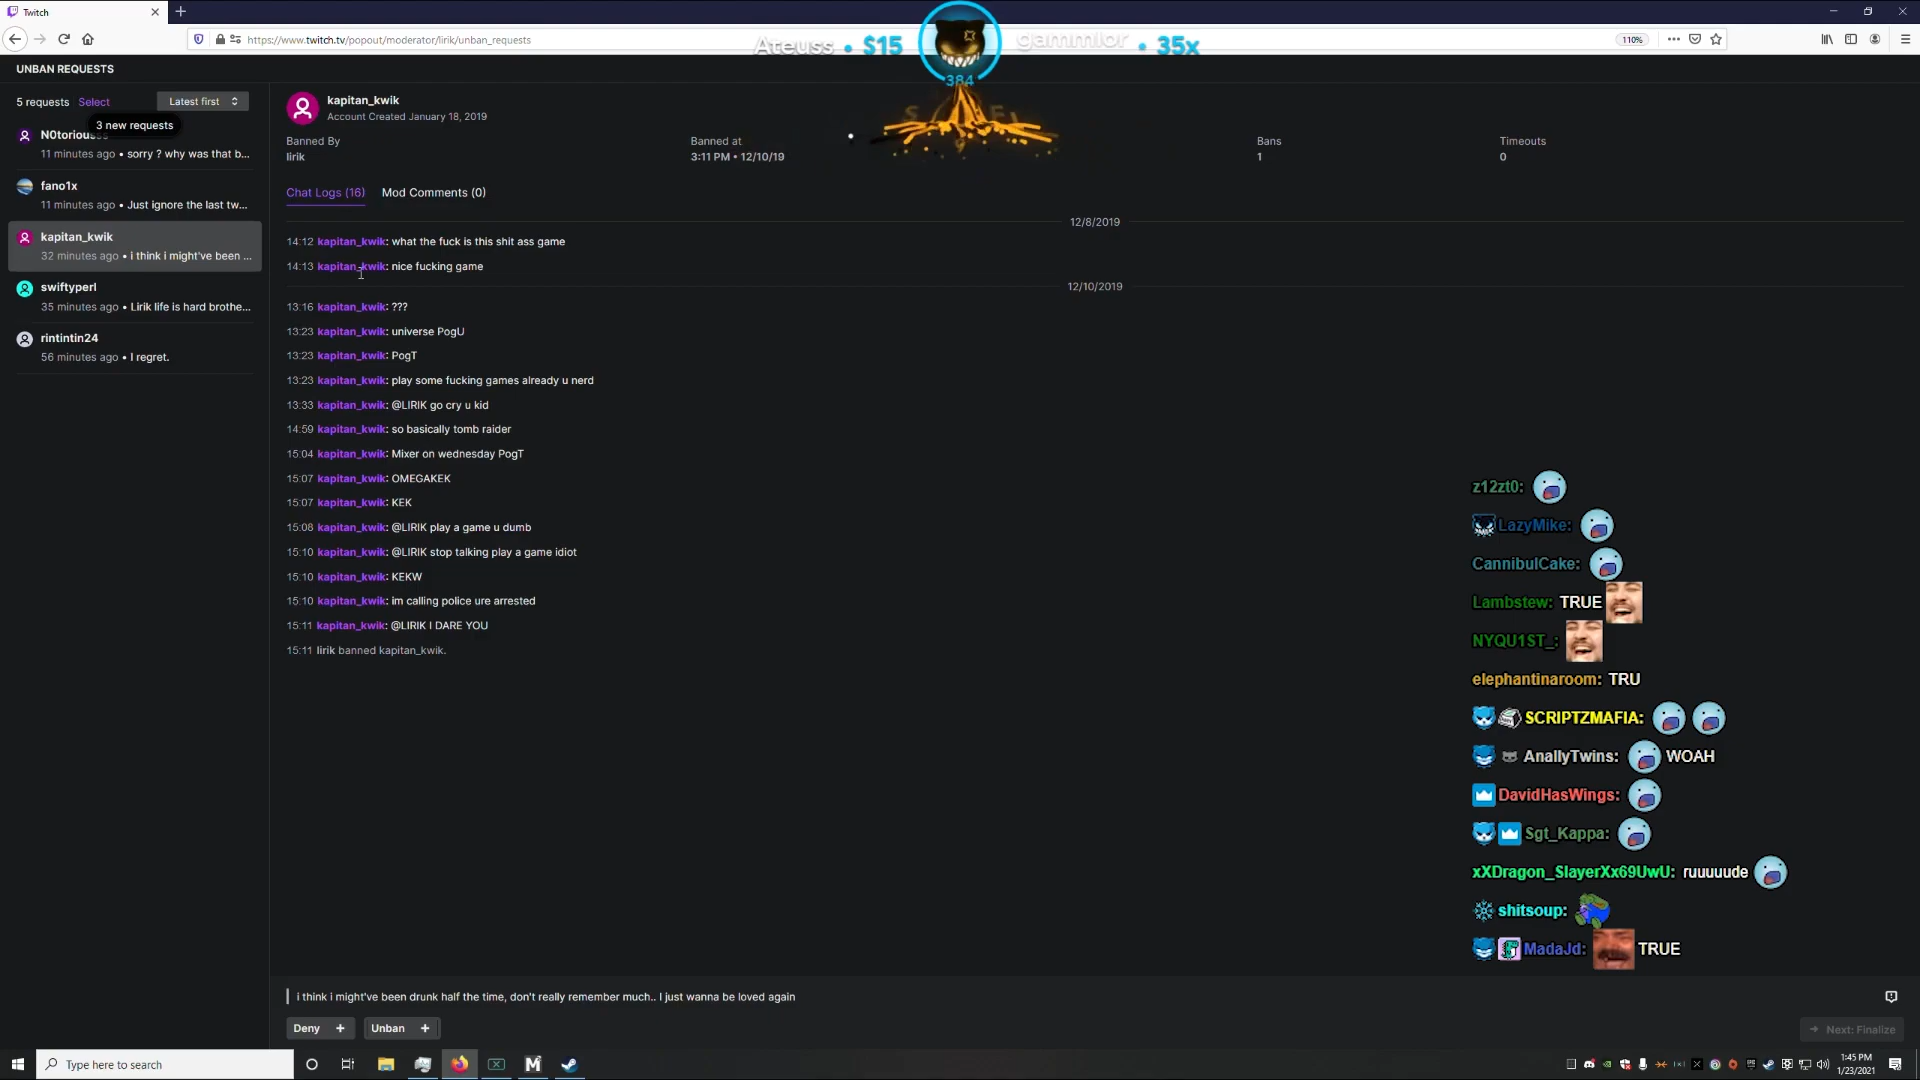 Twitch
https://www.twitch.tv/popout/moderator/lirik/unban_requests
110%
Ateuss • $15
gammlor • 35x
384
UNBAN REQUESTS
5 requests Select
Latest first
3 new requests
11 minutes ago • sorry ? why was that b...
fano1x
11 minutes ago • Just ignore the last tw...
kapitan_kwik
32 minutes ago • i think i might've been ...
swiftyperl
35 minutes ago • Lirik life is hard brothe...
rintintin24
56 minutes ago • I regret.
kapitan_kwik
Account Created January 18, 2019
Banned By
lirik
Banned at
3:11 PM • 12/10/19
Bans
1
Timeouts
0
Chat Logs (16)
Mod Comments (0)
12/8/2019
14:12 kapitan_kwik: what the fuck is this shit ass game
14:13 kapitan_kwik: nice fucking game
12/10/2019
13:16 kapitan_kwik: ???
13:23 kapitan_kwik: universe PogU
13:23 kapitan_kwik: PogT
13:23 kapitan_kwik: play some fucking games already u nerd
13:33 kapitan_kwik: @LIRIK go cry u kid
14:59 kapitan_kwik: so basically tomb raider
15:04 kapitan_kwik: Mixer on wednesday PogT
15:07 kapitan_kwik: OMEGAKEK
15:07 kapitan_kwik: KEK
15:08 kapitan_kwik: @LIRIK play a game u dumb
15:10 kapitan_kwik: @LIRIK stop talking play a game idiot
15:10 kapitan_kwik: KEKW
15:10 kapitan_kwik: im calling police ure arrested
15:11 kapitan_kwik: @LIRIK I DARE YOU
15:11 lirik banned kapitan_kwik.
z12zt0:
LazyMike:
CannibulCake:
Lambstew: TRUE
NYQU1ST_:
elephantinaroom: TRU
SCRIPTZMAFIA:
AnallyTwins: WOAH
DavidHasWings:
Sgt_Kappa:
xXDragon_SlayerXx69UwU: ruuuuude
shitsoup:
MadaJd: TRUE
i think i might've been drunk half the time, don't really remember much.. I just wanna be loved again
Deny +
Unban +
Next: Finalize
Type here to search
1:45 PM
1/23/2021